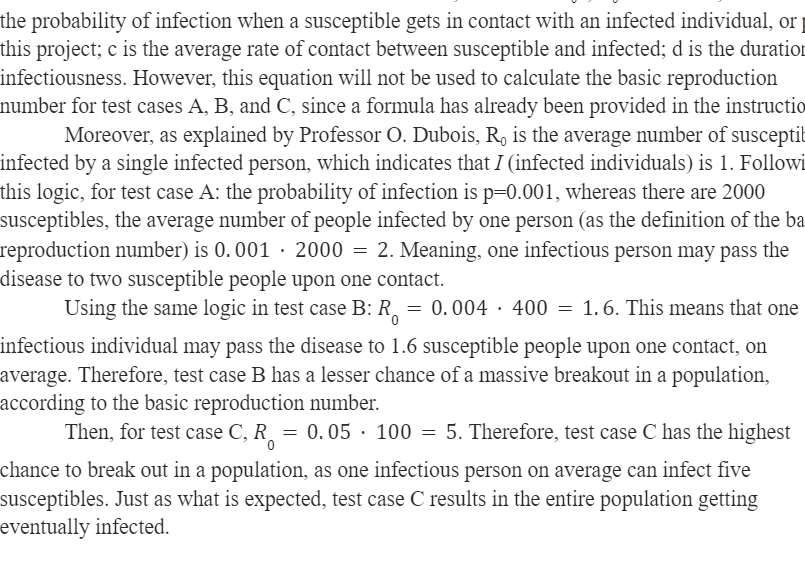 the probability of infection when a susceptible gets in contact with an infected individual, or
this project; c is the average rate of contact between susceptible and infected; d is the duration
infectiousness. However, this equation will not be used to calculate the basic reproduction
number for test cases A, B, and C, since a formula has already been provided in the instructio
Moreover, as explained by Professor O. Dubois, R₀ is the average number of susceptib
infected by a single infected person, which indicates that I (infected individuals) is 1. Followi
this logic, for test case A: the probability of infection is p=0.001, whereas there are 2000
susceptibles, the average number of people infected by one person (as the definition of the ba
reproduction number) is 0.001 · 2000 = 2. Meaning, one infectious person may pass the
disease to two susceptible people upon one contact.
Using the same logic in test case B: R₀ = 0.004 · 400 = 1.6. This means that one
infectious individual may pass the disease to 1.6 susceptible people upon one contact, on
average. Therefore, test case B has a lesser chance of a massive breakout in a population,
according to the basic reproduction number.
Then, for test case C, R₀ = 0.05 · 100 = 5. Therefore, test case C has the highest
chance to break out in a population, as one infectious person on average can infect five
susceptibles. Just as what is expected, test case C results in the entire population getting
eventually infected.